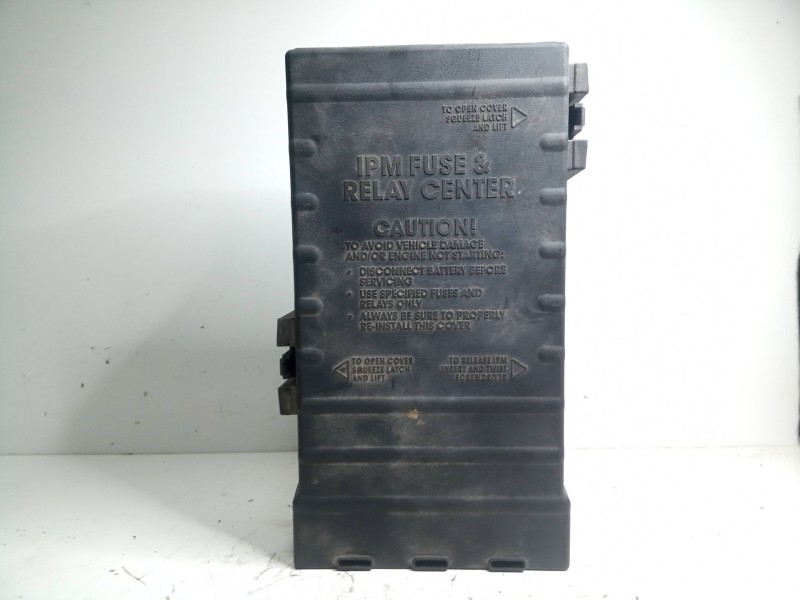 TO OPEN COVER
SQUEEZE LATCH
AND LIFT
IPM FUSE &
RELAY CENTER
CAUTION!
TO AVOID VEHICLE DAMAGE
AND/OR ENGINE NOT STARTING:
• DISCONNECT BATTERY BEFORE
SERVICING
• USE SPECIFIED FUSES AND
RELAYS ONLY
• ALWAYS BE SURE TO PROPERLY
RE-INSTALL THIS COVER
TO OPEN COVER
SQUEEZE LATCH
AND LIFT
TO RELEASE IPM
INSERT AND TWIST
SCREWDRIVER